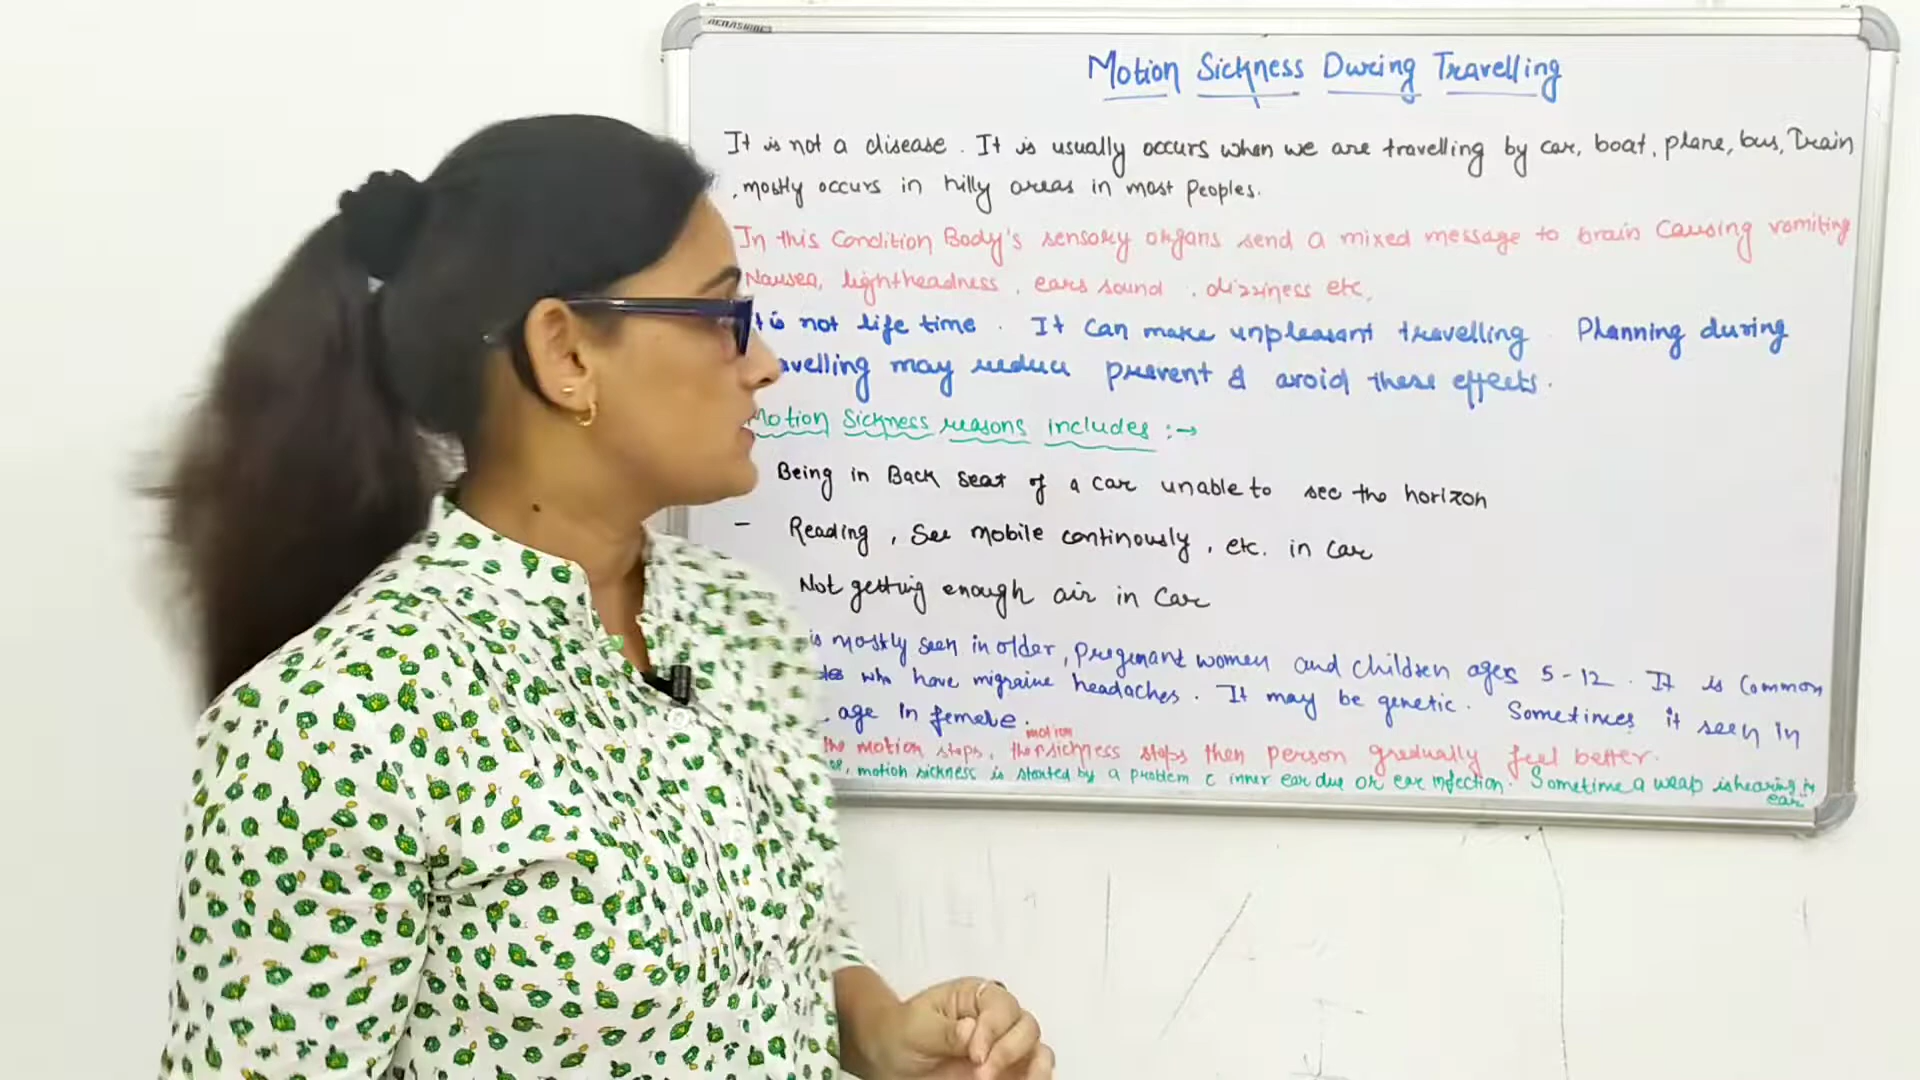 Motion Sickness During Travelling
It is not a disease. It is usually occurs when we are travelling by car, boat, plane, bus, Train
, mostly occurs in hilly areas in most peoples.
In this condition Body's sensory organs send a mixed message to brain causing vomiting
Nausea, lightheadness, ears sound, dizziness etc,
is not life time. It can make unpleasant travelling. Planning during
avelling may reduce prevent & avoid these effects.
Motion Sickness reasons includes :→
Being in Back seat of a car unable to see the horizon
- Reading, See mobile continously, etc. in car
Not getting enough air in car
is mostly seen in older, pregenant women and children ages 5-12. It is common
who have migraine headaches. It may be genetic. Sometimes it seen in
age in female.
motion
the motion stops, the sickness stops then person gradually feel better.
motion sickness is started by a problem c inner ear due or ear infection. Sometime a is hearing in
ear